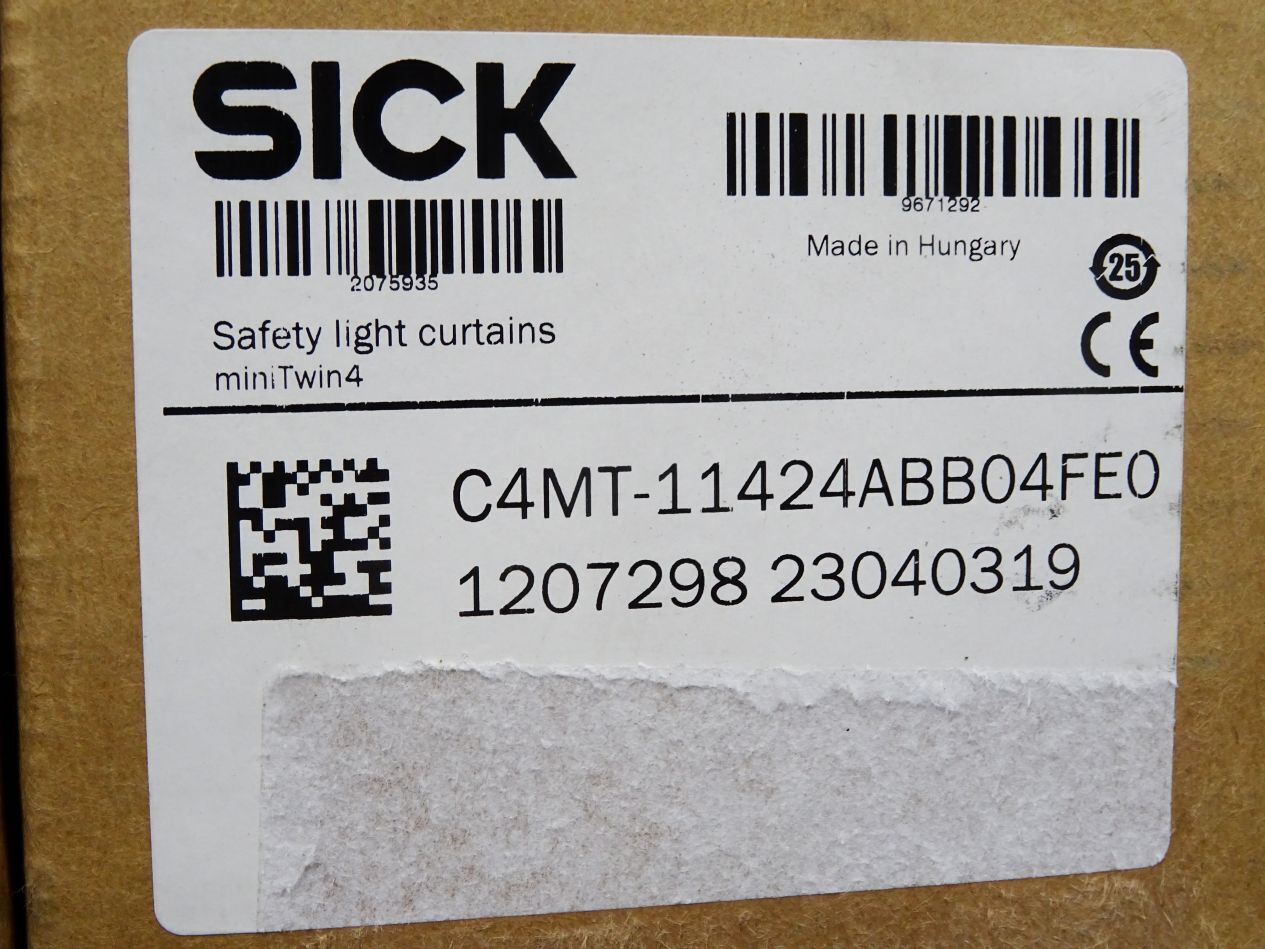 SICK
2075935
Safety light curtains
miniTwin4
9671292
Made in Hungary
25
CE
C4MT-11424ABB04FE0
1207298 23040319